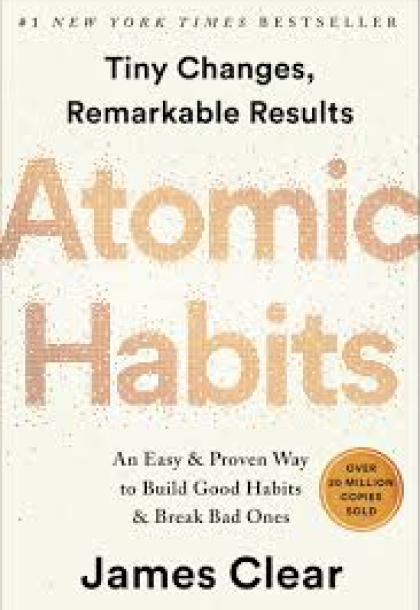 #1 NEW YORK TIMES BESTSELLER
Tiny Changes,
Remarkable Results
Atomic
Habits
An Easy & Proven Way
to Build Good Habits
& Break Bad Ones
OVER
20 MILLION
COPIES
SOLD
James Clear